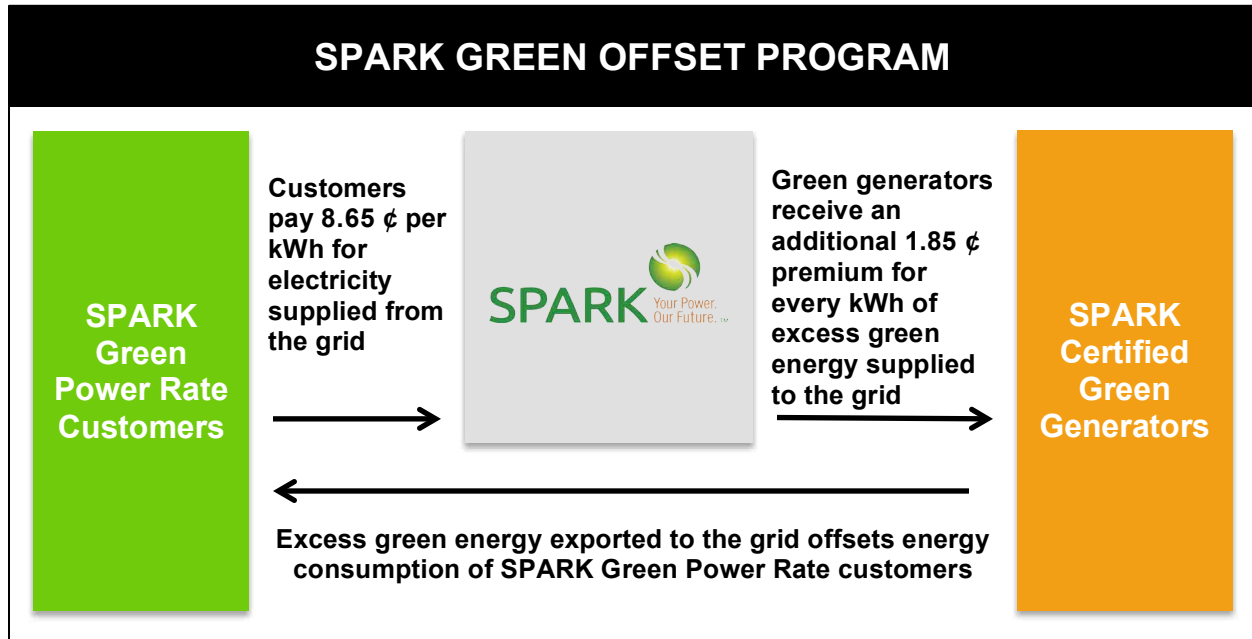 SPARK GREEN OFFSET PROGRAM
SPARK
Green
Power Rate
Customers
Customers
pay 8.65 ¢ per
kWh for
electricity
supplied from
the grid
SPARK
Your Power.
Our Future.™
Green generators
receive an
additional 1.85 ¢
premium for
every kWh of
excess green
energy supplied
to the grid
SPARK
Certified
Green
Generators
Excess green energy exported to the grid offsets energy
consumption of SPARK Green Power Rate customers